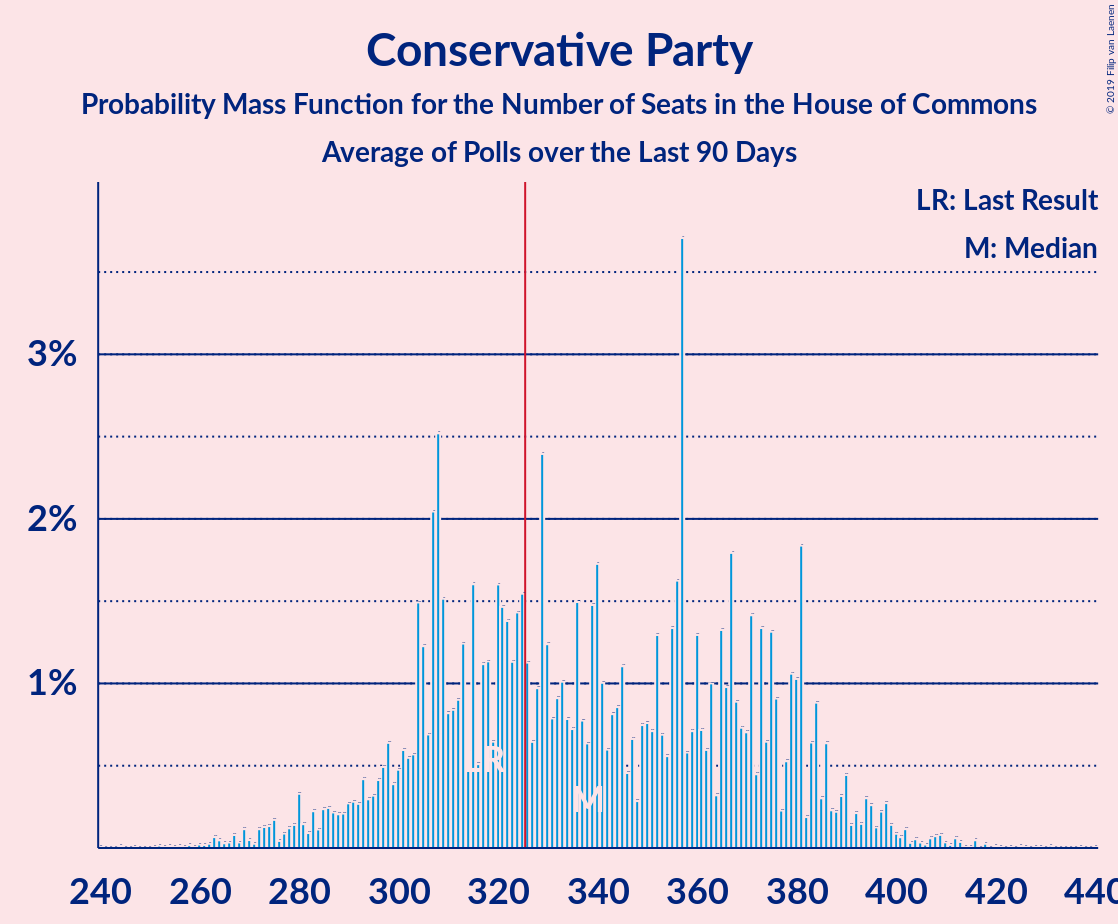 Conservative Party
Probability Mass Function for the Number of Seats in the House of Commons
Average of Polls over the Last 90 Days
© 2019 Filip van Laenen
LR: Last Result
M: Median
3%
2%
1%
LR
M
240 260 280 300 320 340 360 380 400 420 440